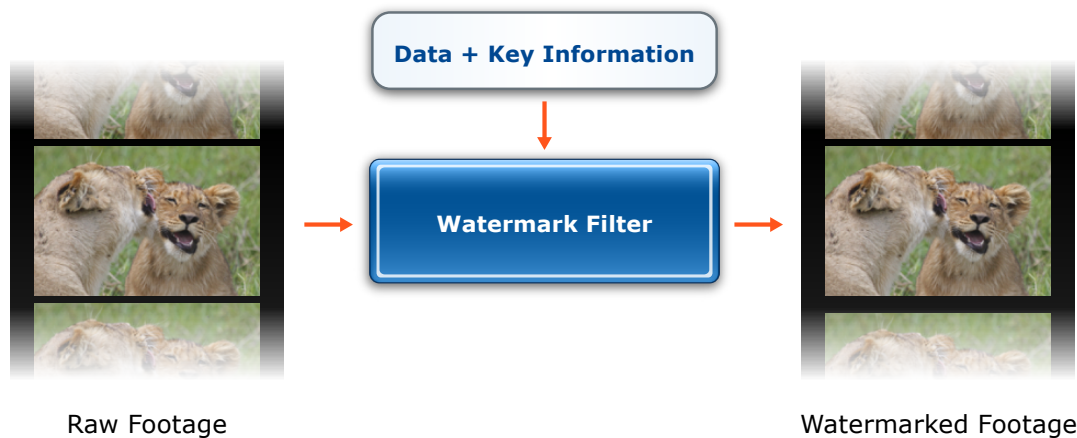 Data + Key Information
Watermark Filter
Raw Footage
Watermarked Footage